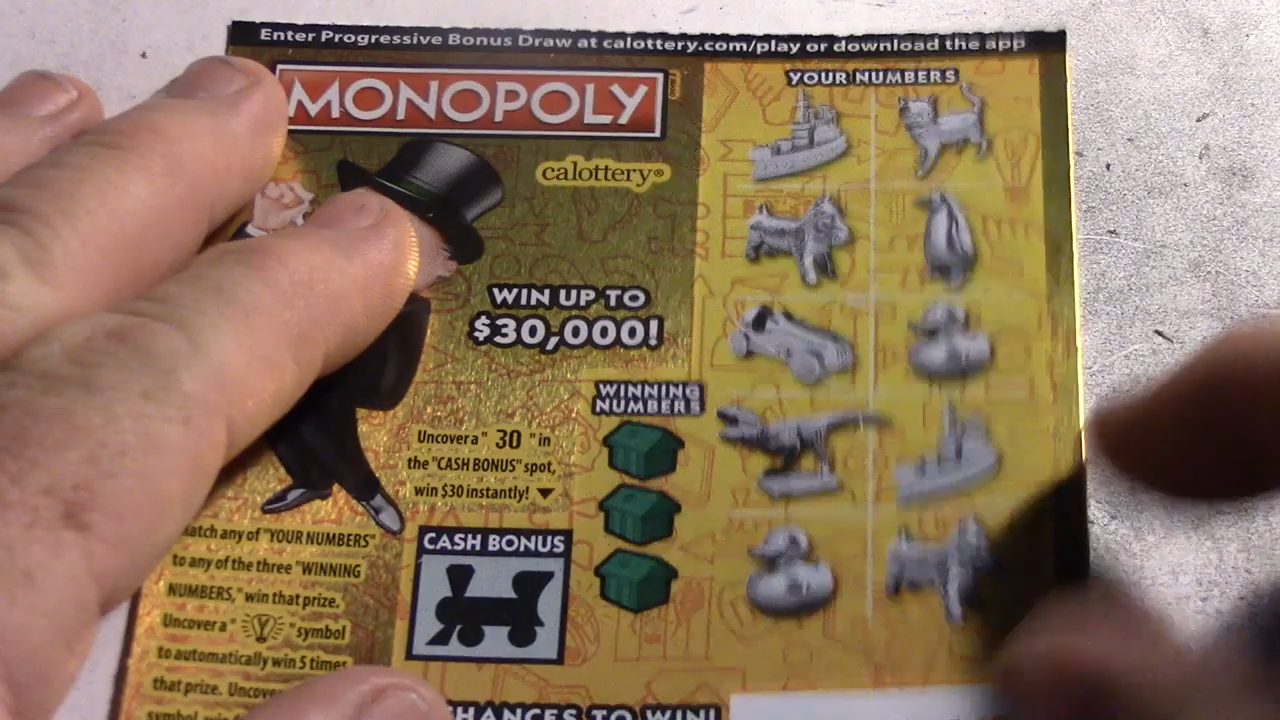 Enter Progressive Bonus Draw at calottery.com/play or download the app
MONOPOLY
calottery®
WIN UP TO
$30,000!
YOUR NUMBERS
WINNING
NUMBERS
Uncover a " 30 " in
the "CASH BONUS" spot,
win $30 instantly! ▼
CASH BONUS
any of "YOUR NUMBERS"
to any of the three "WINNING
NUMBERS," win that prize.
Uncover a " " symbol
to automatically win 5 times
that prize.
TO WIN!